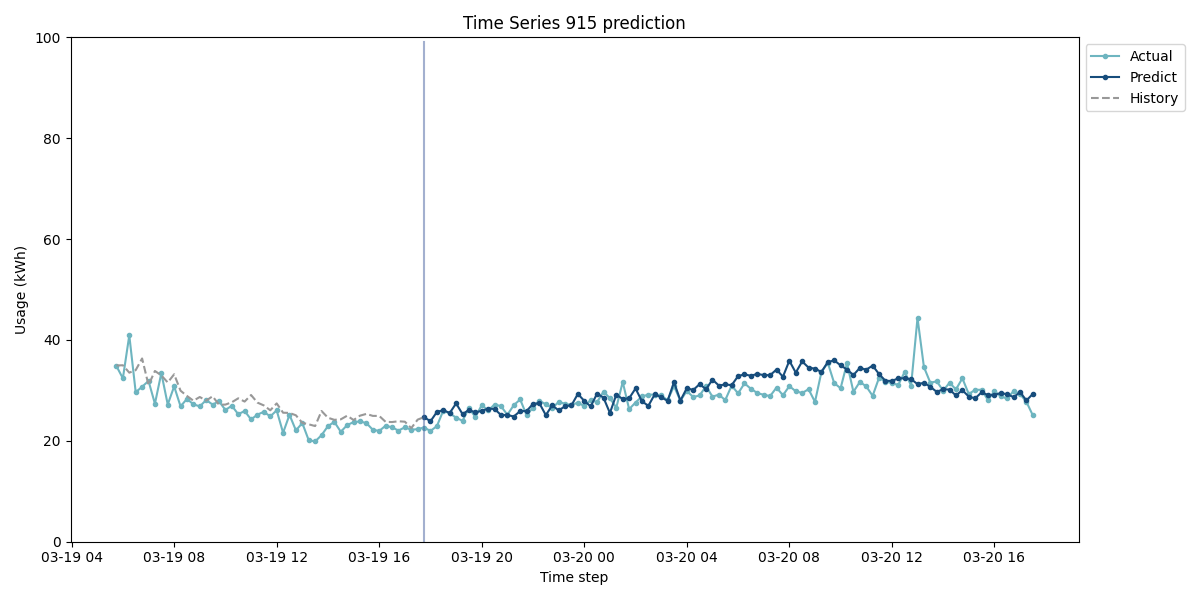 Time Series 915 prediction
Usage (kWh)
100
80
60
40
20
0
03-19 04
03-19 08
03-19 12
03-19 16
03-19 20
03-20 00
03-20 04
03-20 08
03-20 12
03-20 16
Time step
Actual
Predict
History